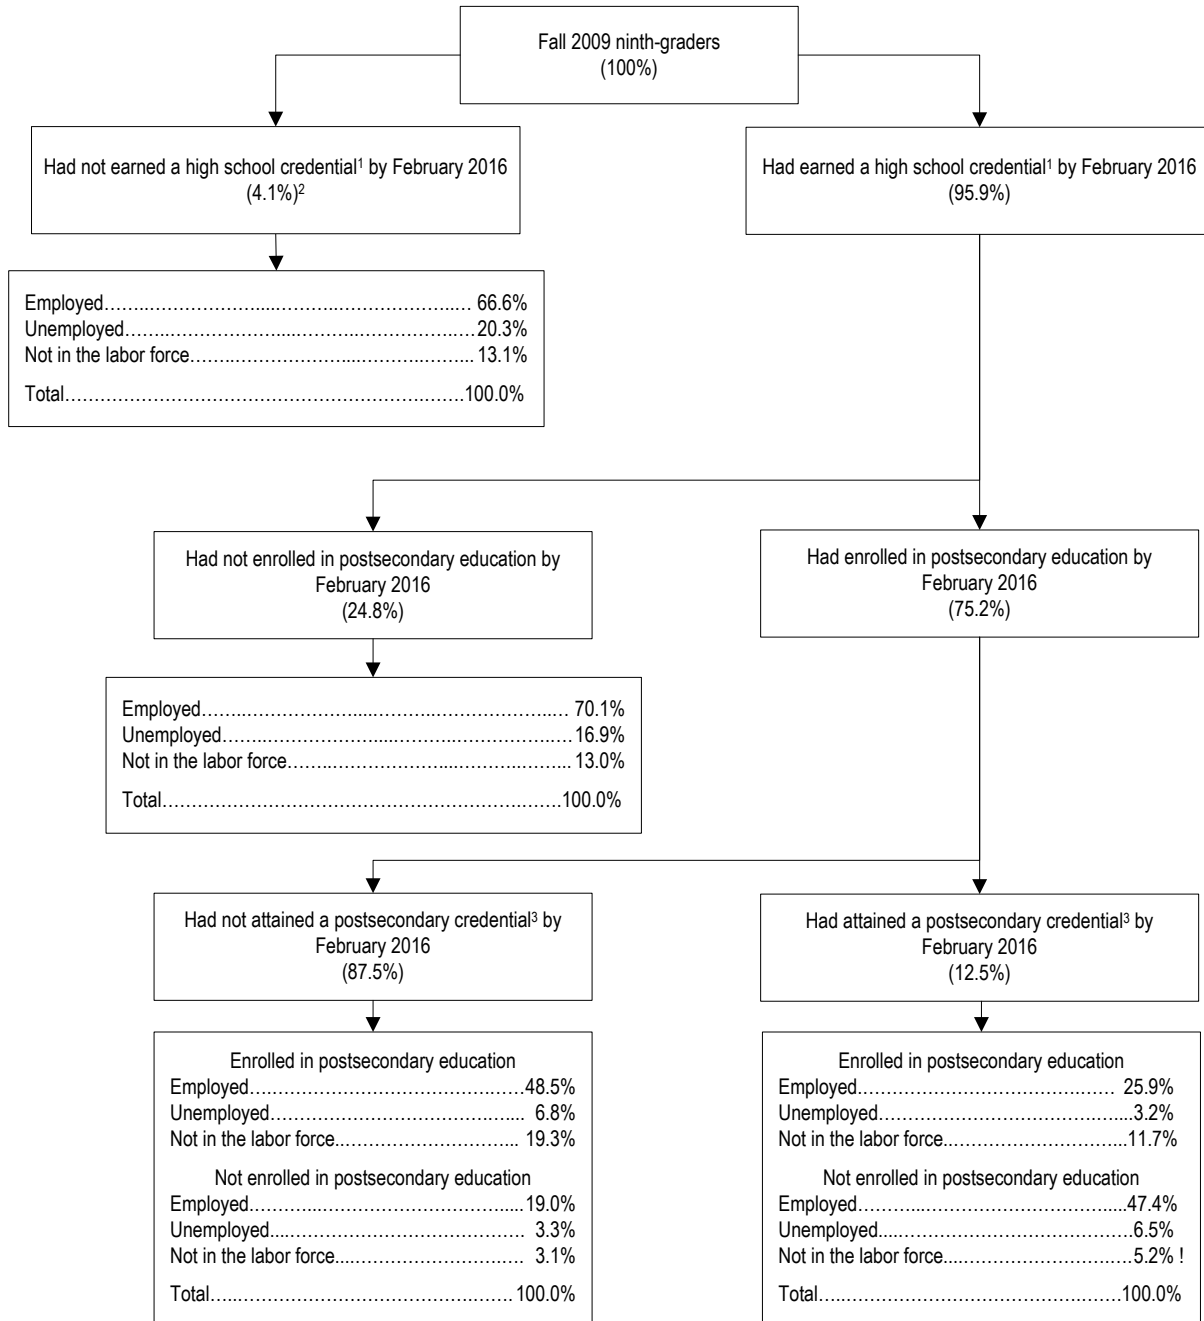 Fall 2009 ninth-graders
(100%)
Had not earned a high school credential¹ by February 2016
(4.1%)²
Had earned a high school credential¹ by February 2016
(95.9%)
Employed……..…………………....………..………………..… 66.6%
Unemployed……..………………....………..………………..….20.3%
Not in the labor force……..………………....………..……... 13.1%
Total…………………………………………………………..…….100.0%
Had not enrolled in postsecondary education by
February 2016
(24.8%)
Had enrolled in postsecondary education by
February 2016
(75.2%)
Employed……..………………....………..………………..… 70.1%
Unemployed……..………………....………..………………..….16.9%
Not in the labor force……..………………....………..……... 13.0%
Total…………………………………………………………..…….100.0%
Had not attained a postsecondary credential³ by
February 2016
(87.5%)
Had attained a postsecondary credential³ by
February 2016
(12.5%)
Enrolled in postsecondary education
Employed……………………………………..……48.5%
Unemployed……………………………………..…... 6.8%
Not in the labor force...……………………..…... 19.3%
Not enrolled in postsecondary education
Employed………....……………………………......19.0%
Unemployed....……………………………………… 3.3%
Not in the labor force....……………………….…. 3.1%
Total…...………………………………………..……. 100.0%
Enrolled in postsecondary education
Employed……………………………………..…… 25.9%
Unemployed……………………………………..…...3.2%
Not in the labor force...……………………..…...11.7%
Not enrolled in postsecondary education
Employed………....……………………………....47.4%
Unemployed....……………………………………….6.5%
Not in the labor force....……………………….….5.2% !
Total…...………………………………………..…….100.0%